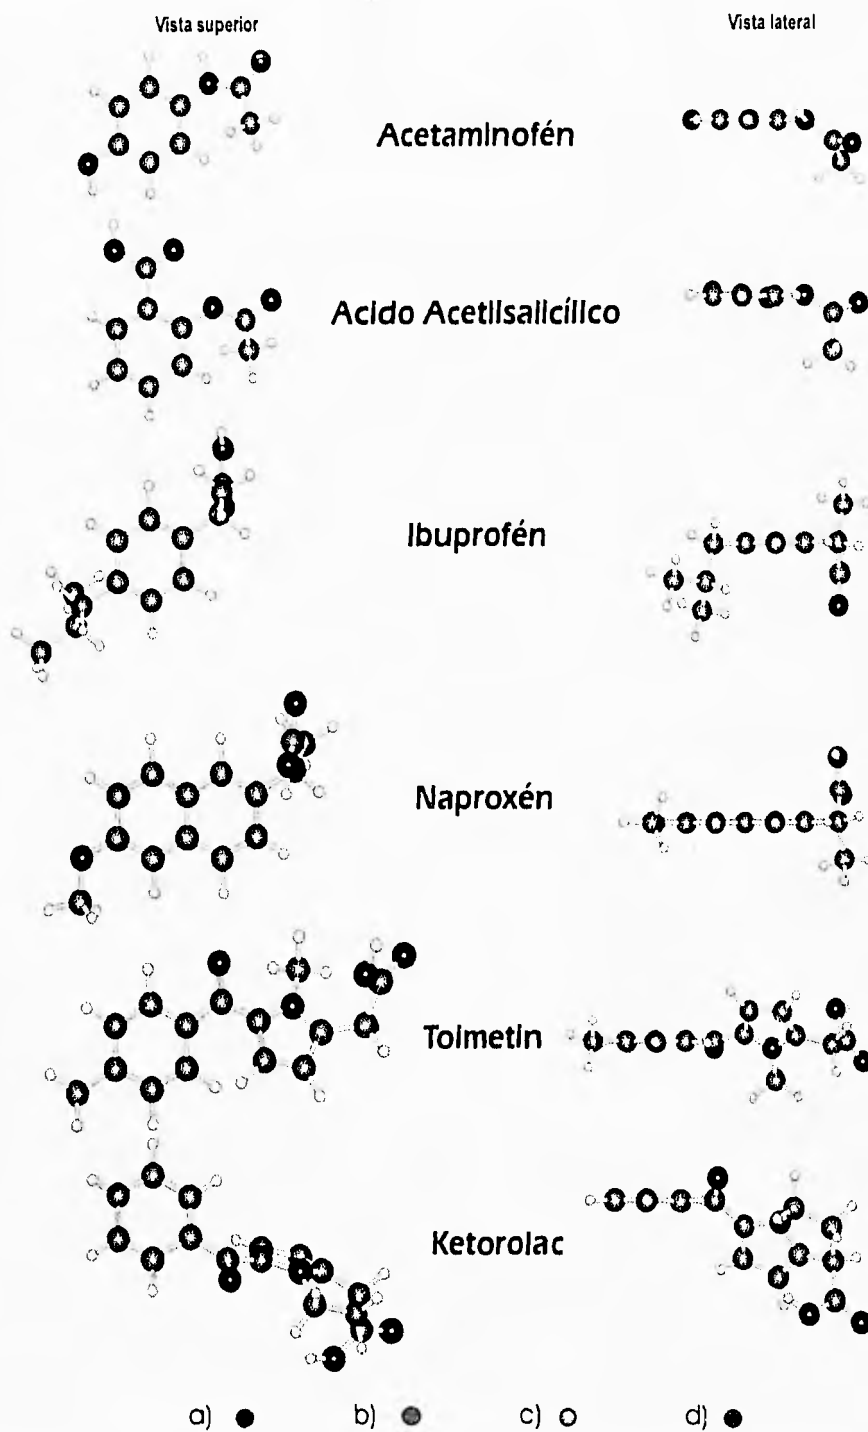 Vista superior
Vista lateral
Acetaminofén
Acido Acetilsalicílico
Ibuprofén
Naproxén
Tolmetin
Ketorolac
a) b) c) d)